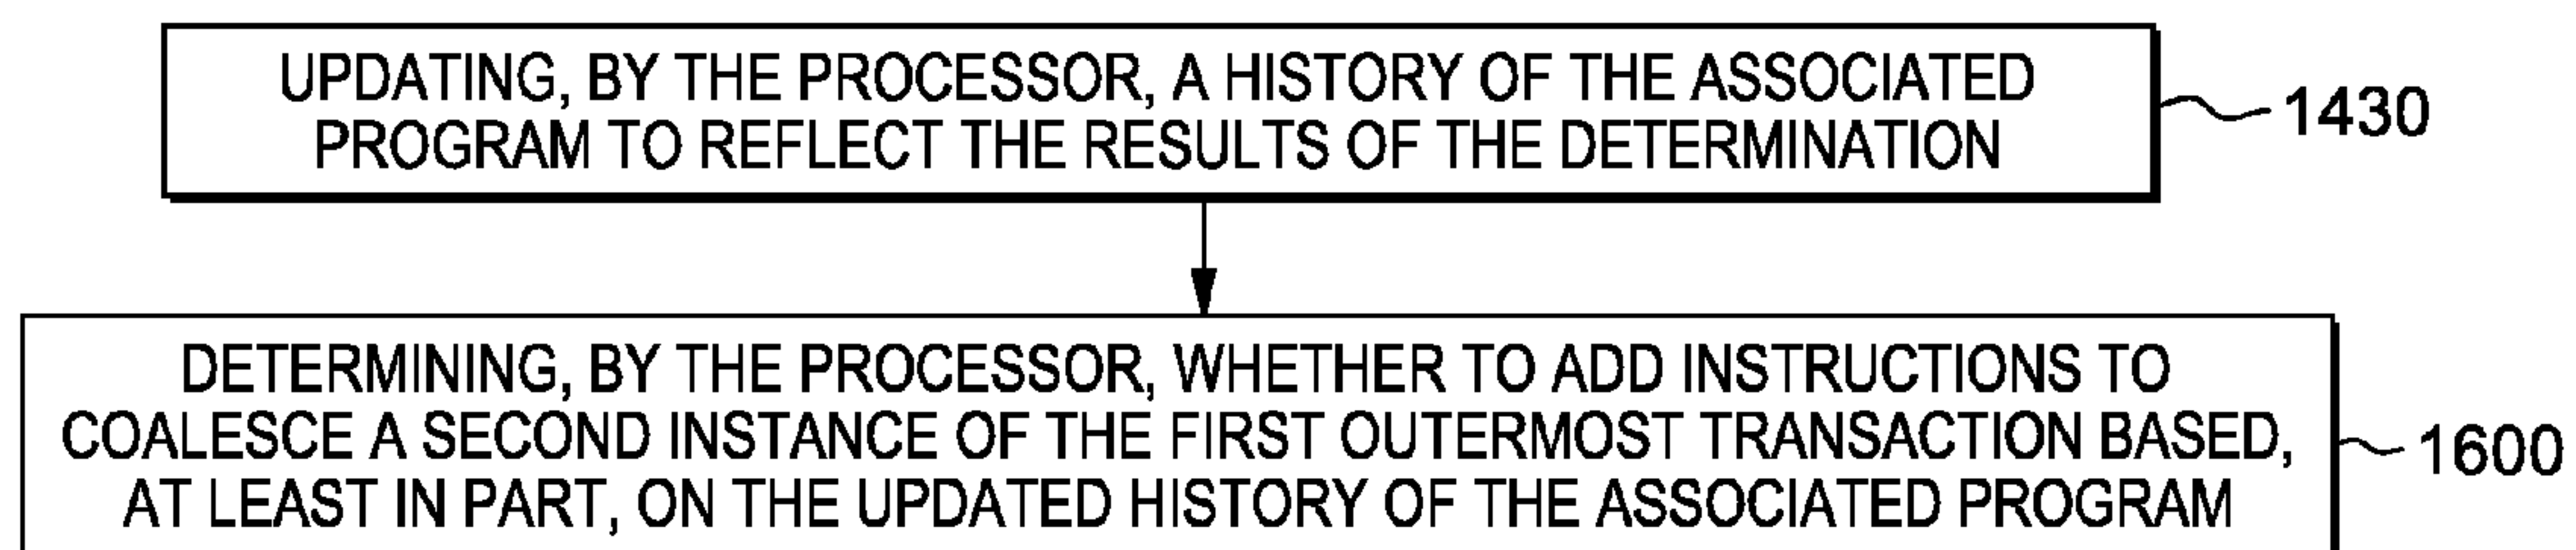 UPDATING, BY THE PROCESSOR, A HISTORY OF THE ASSOCIATED
PROGRAM TO REFLECT THE RESULTS OF THE DETERMINATION
1430
DETERMINING, BY THE PROCESSOR, WHETHER TO ADD INSTRUCTIONS TO
COALESCE A SECOND INSTANCE OF THE FIRST OUTERMOST TRANSACTION BASED,
AT LEAST IN PART, ON THE UPDATED HISTORY OF THE ASSOCIATED PROGRAM
1600